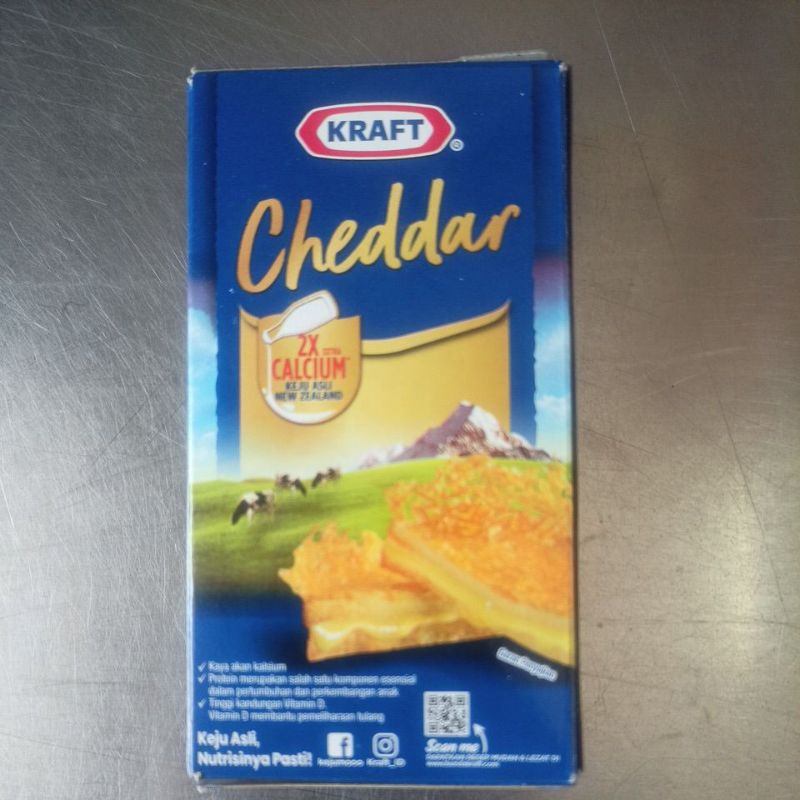 KRAFT
®
Cheddar
2X EXTRA
CALCIUM
KEJU ASLI
NEW ZEALAND
✓ Kaya akan kalsium
✓ Protein merupakan salah satu komponen esensial
dalam pertumbuhan dan perkembangan anak
✓ Tinggi kandungan Vitamin D.
Vitamin D membantu pemeliharaan tulang
Keju Asli,
Nutrisinya Pasti!
kejumooo
Kraft_ID
Scan me